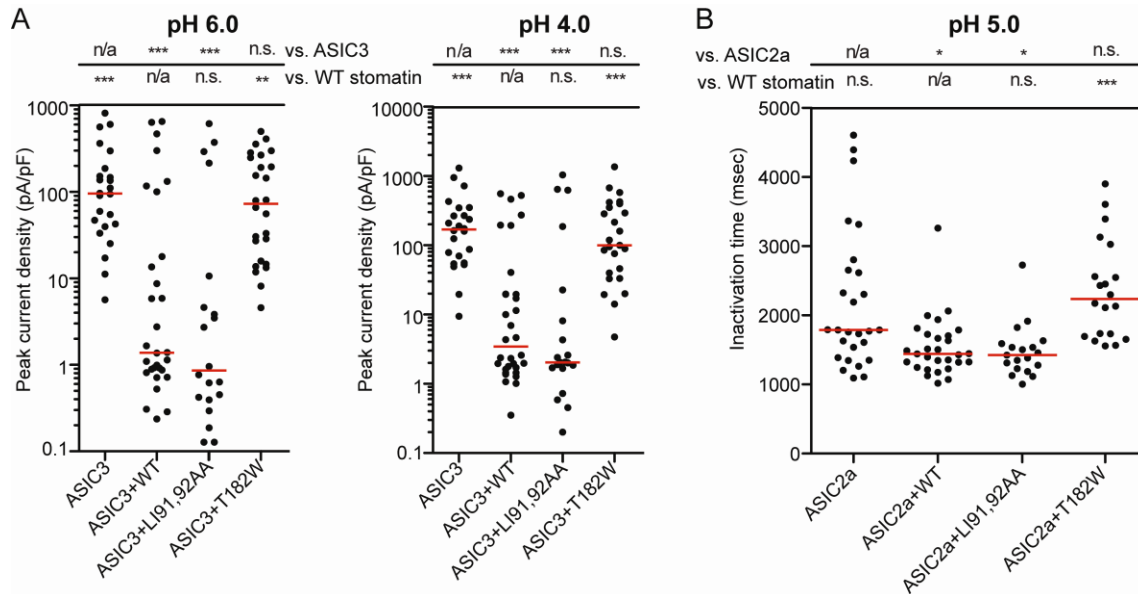 A
pH 6.0
pH 4.0
n/a *** *** n.s. vs. ASIC3 n/a *** *** n.s.
*** n/a n.s. ** vs. WT stomatin *** n/a n.s. ***
Peak current density (pA/pF)
1000
100
10
1
0.1
ASIC3
ASIC3+WT
ASIC3+LI91,92AA
ASIC3+T182W
Peak current density (pA/pF)
10000
1000
100
10
1
0.1
ASIC3
ASIC3+WT
ASIC3+LI91,92AA
ASIC3+T182W
B
pH 5.0
vs. ASIC2a n/a * * n.s.
vs. WT stomatin n.s. n/a n.s. ***
Inactivation time (msec)
5000
4000
3000
2000
1000
0
ASIC2a
ASIC2a+WT
ASIC2a+LI91,92AA
ASIC2a+T182W